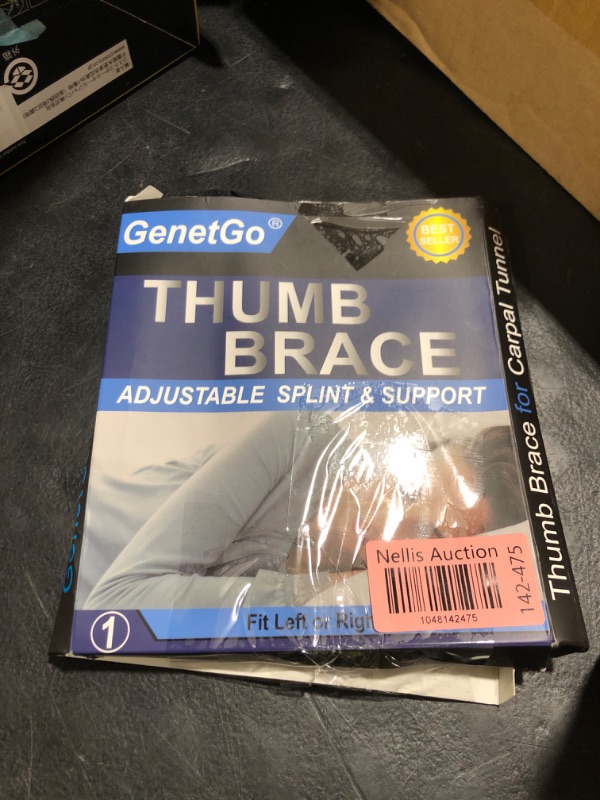 GenetGo®
BEST
SELLER
THUMB
BRACE
ADJUSTABLE SPLINT & SUPPORT
Thumb Brace for Carpal Tunnel
Nellis Auction
1048142475
142-475
1
Fit Left or